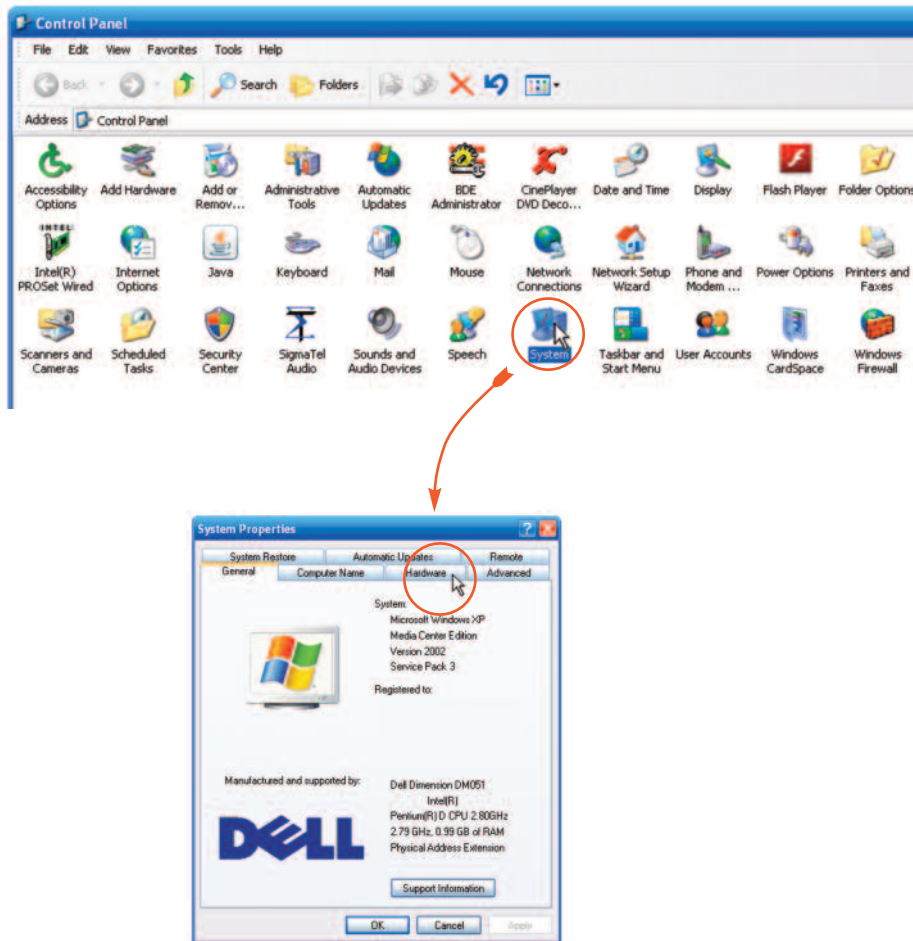 Control Panel
File Edit View Favorites Tools Help
Back Search Folders
Address Control Panel
Accessibility Options
Add Hardware
Add or Remov...
Administrative Tools
Automatic Updates
BDE Administrator
CinePlayer DVD Deco...
Date and Time
Display
Flash Player
Folder Options
INTEL
Intel(R) PROSet Wired
Internet Options
Java
Keyboard
Mail
Mouse
Network Connections
Network Setup Wizard
Phone and Modem ...
Power Options
Printers and Faxes
Scanners and Cameras
Scheduled Tasks
Security Center
SigmaTel Audio
Sounds and Audio Devices
Speech
System
Taskbar and Start Menu
User Accounts
Windows CardSpace
Windows Firewall
System Properties
System Restore Automatic Updates Remote
General Computer Name Hardware Advanced
System:
Microsoft Windows XP
Media Center Edition
Version 2002
Service Pack 3
Registered to:
Manufactured and supported by:
DELL
Dell Dimension DM051
Intel(R)
Pentium(R) D CPU 2.80GHz
2.79 GHz, 0.99 GB of RAM
Physical Address Extension
Support Information
OK Cancel Apply